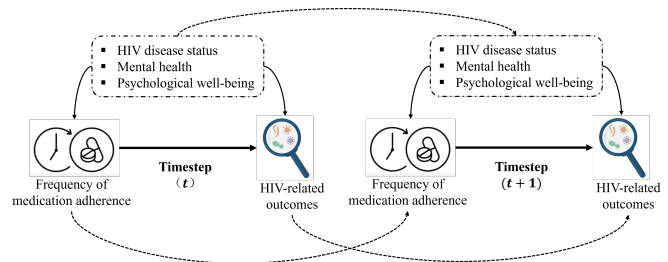 ▪ HIV disease status
▪ Mental health
▪ Psychological well-being
▪ HIV disease status
▪ Mental health
▪ Psychological well-being
Frequency of
medication adherence
Timestep
(t)
HIV-related
outcomes
Frequency of
medication adherence
Timestep
(t + 1)
HIV-related
outcomes